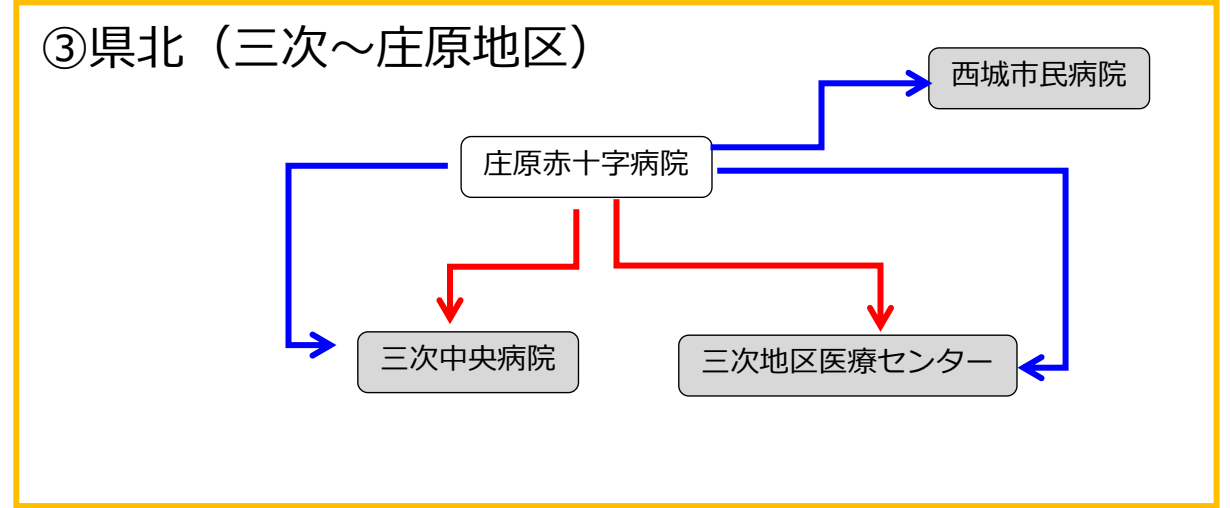 ③県北（三次～庄原地区）
西城市民病院
庄原赤十字病院
三次中央病院
三次地区医療センター